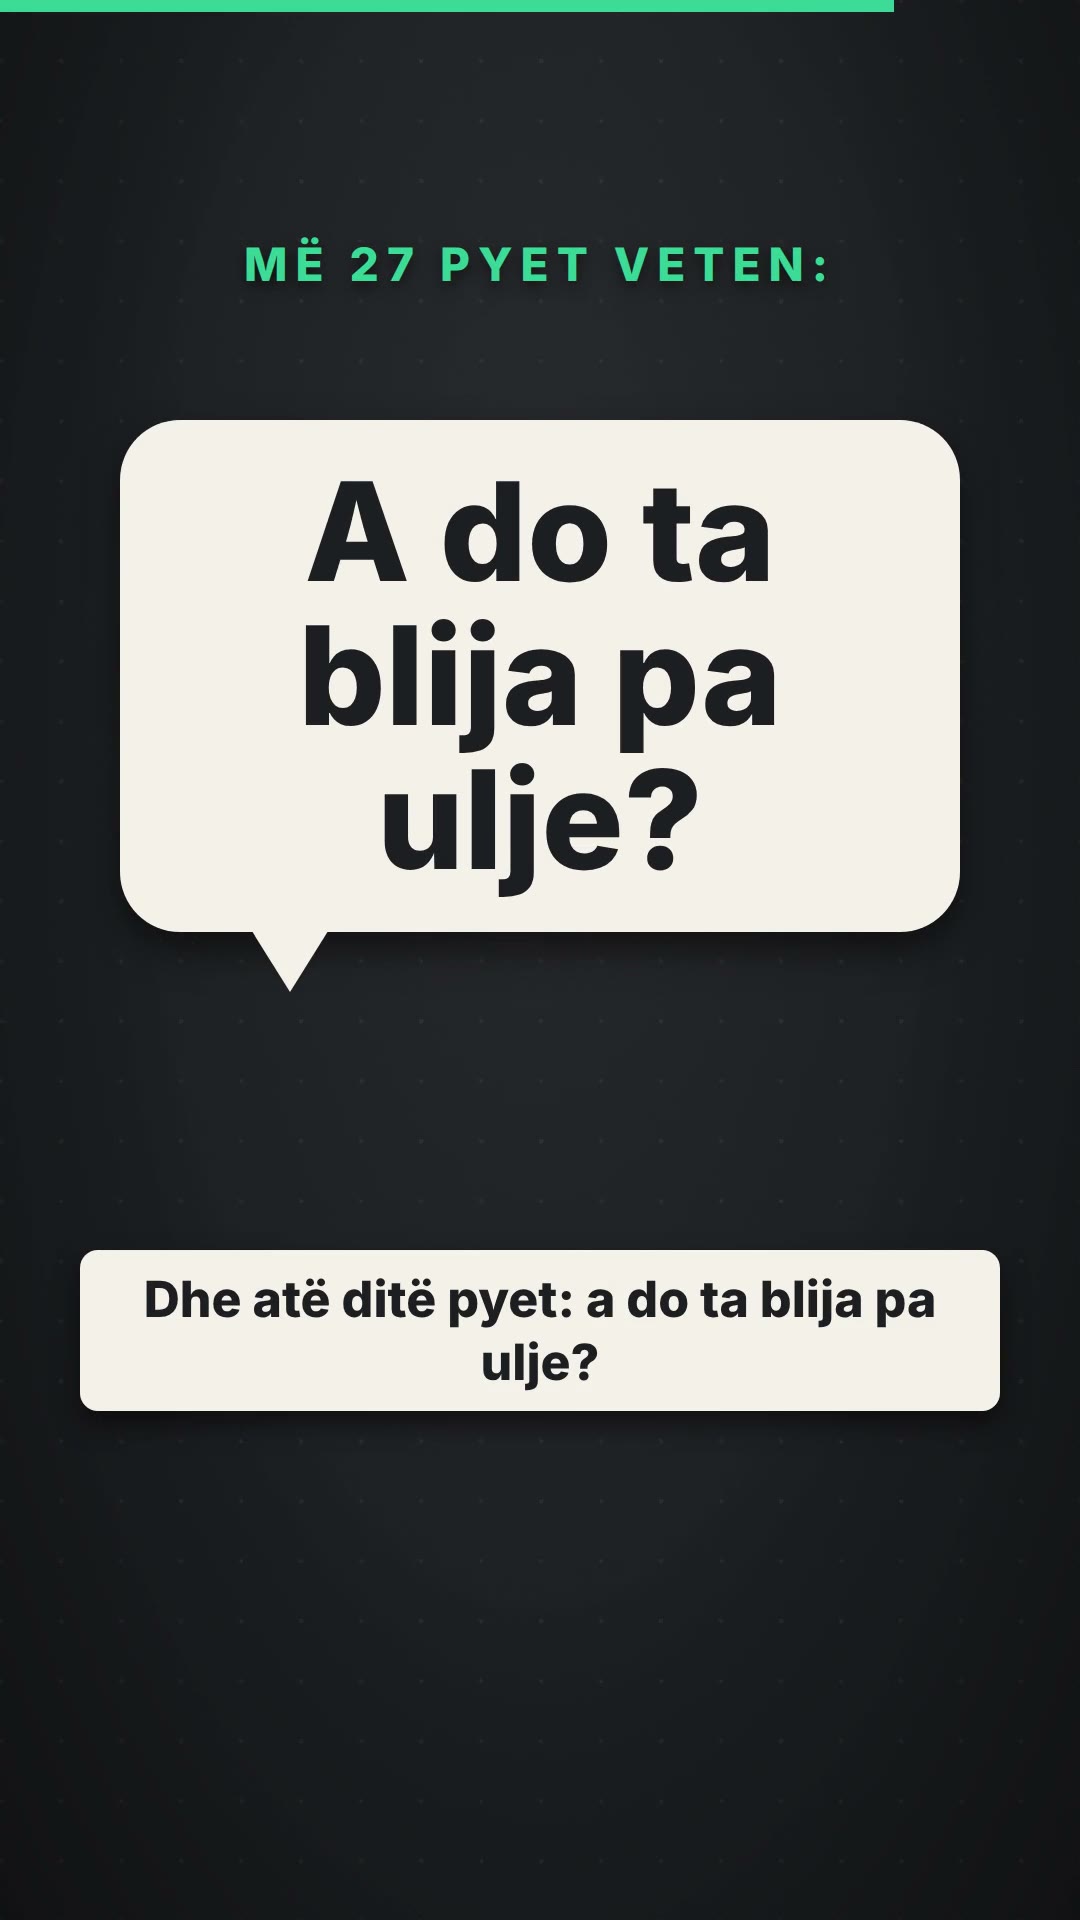 MË 27 PYET VETEN:
A do ta
blija pa
ulje?
Dhe atë ditë pyet: a do ta blija pa
ulje?